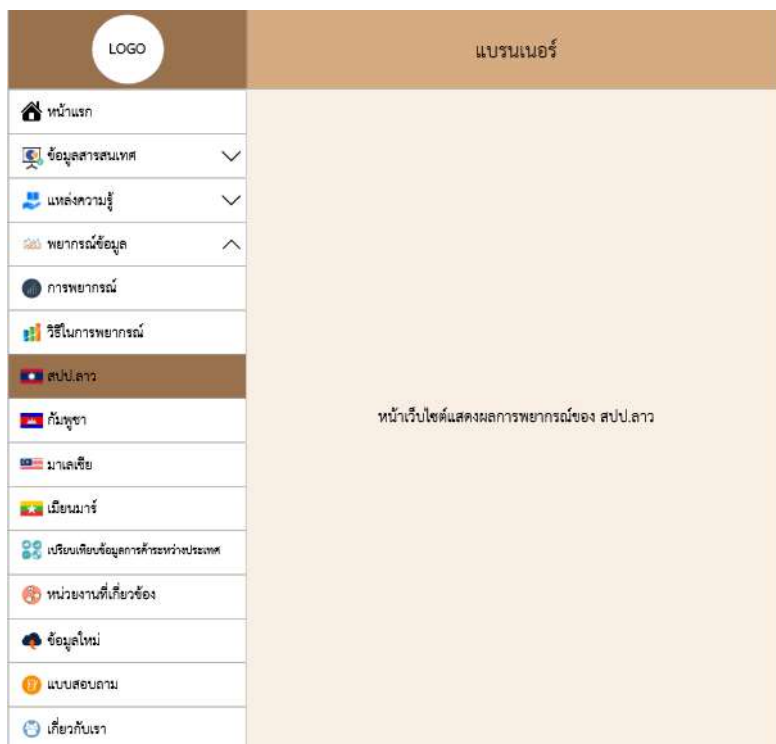 LOGO
แบรนเนอร์
หน้าแรก
ข้อมูลสารสนเทศ
แหล่งความรู้
พยากรณ์ข้อมูล
การพยากรณ์
วิธีในการพยากรณ์
สปป.ลาว
กัมพูชา
มาเลเซีย
เมียนมาร์
เปรียบเทียบข้อมูลการค้าระหว่างประเทศ
หน่วยงานที่เกี่ยวข้อง
ข้อมูลใหม่
แบบสอบถาม
เกี่ยวกับเรา
หน้าเว็บไซต์แสดงผลการพยากรณ์ของ สปป.ลาว